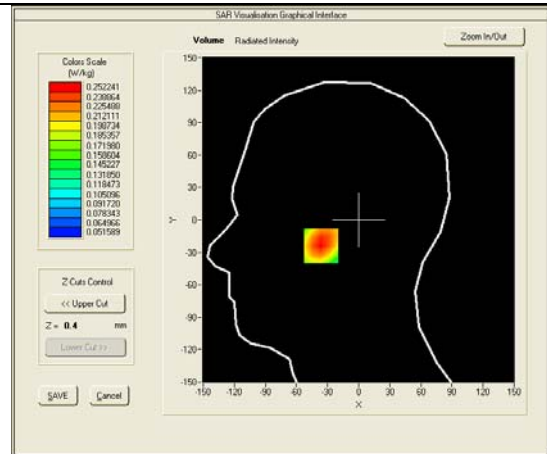 SAR Visualisation Graphical Interface
Volume Radiated Intensity
Zoom In/Out
Colors Scale
(W/kg)
0.252241
0.238864
0.225488
0.212111
0.198734
0.185357
0.171980
0.158604
0.145227
0.131850
0.118473
0.105096
0.091720
0.078343
0.064966
0.051589
Z Cuts Control
<< Upper Cut
Z = 0.4 mm
Lower Cut >>
SAVE Cancel
150
120
90
60
30
0
-30
-60
-90
-120
-150
Y
-150 -120 -90 -60 -30 0 30 60 90 120 150
X